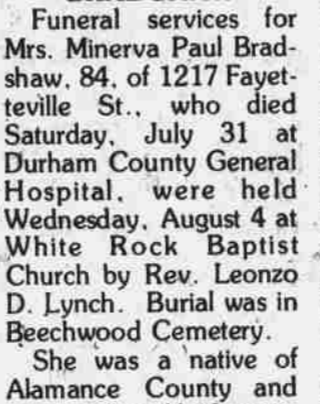 Funeral services for
Mrs. Minerva Paul Brad-
shaw, 84, of 1217 Fayet-
teville St., who died
Saturday, July 31 at
Durham County General
Hospital, were held
Wednesday, August 4 at
White Rock Baptist
Church by Rev. Leonzo
D. Lynch. Burial was in
Beechwood Cemetery.
She was a native of
Alamance County and